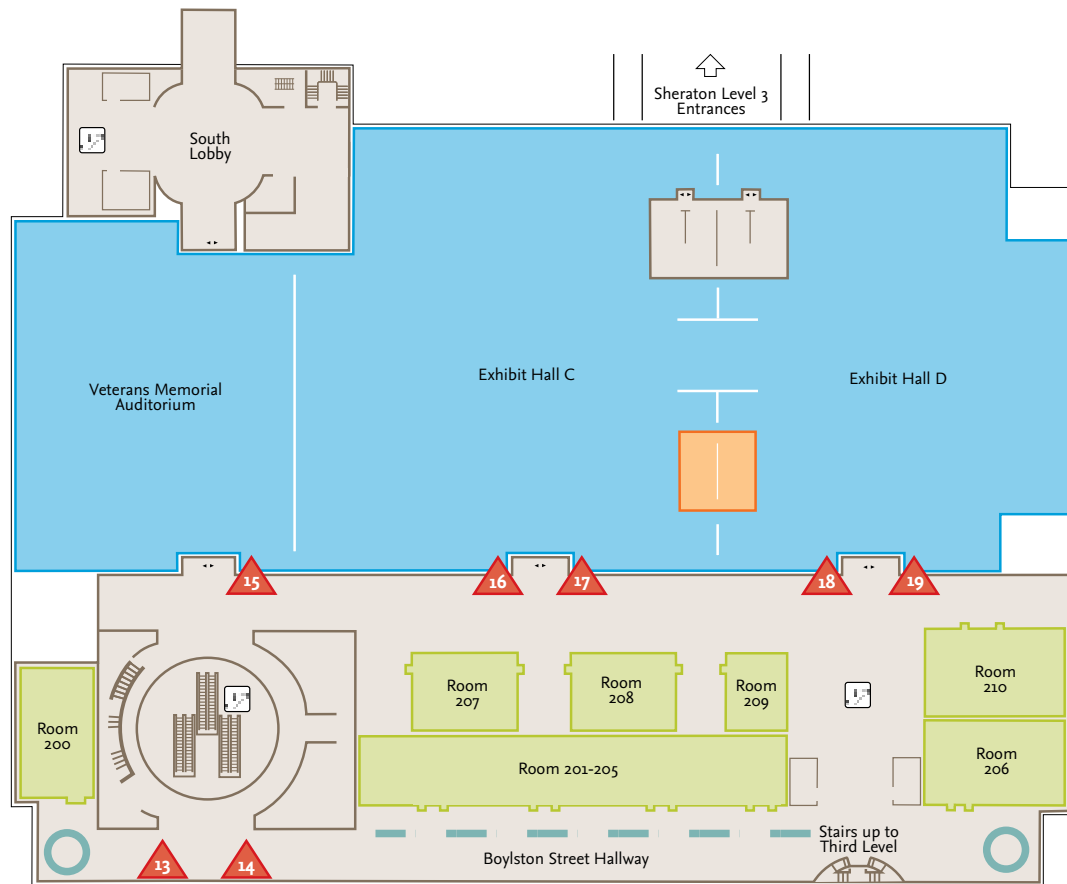 Sheraton Level 3
Entrances
South
Lobby
Veterans Memorial
Auditorium
Exhibit Hall C
Exhibit Hall D
15
16
17
18
19
Room
200
Room
207
Room
208
Room
209
Room
210
Room 201-205
Room
206
Stairs up to
Third Level
Boylston Street Hallway
13
14